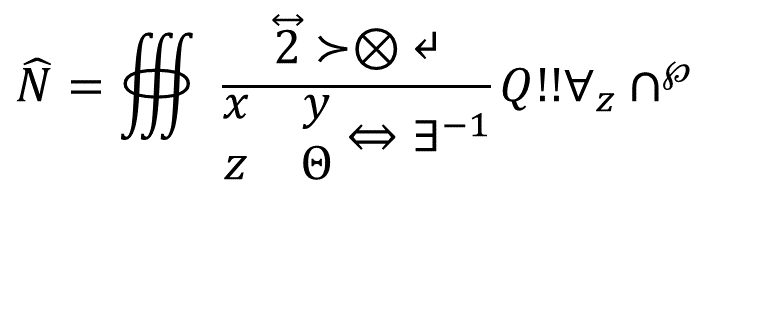 N̂ = ∰ (2⃡ ≻ ⊗ ↲)/(x y z Θ ⇔ ∃⁻¹) Q‼∀_z ∩^℘